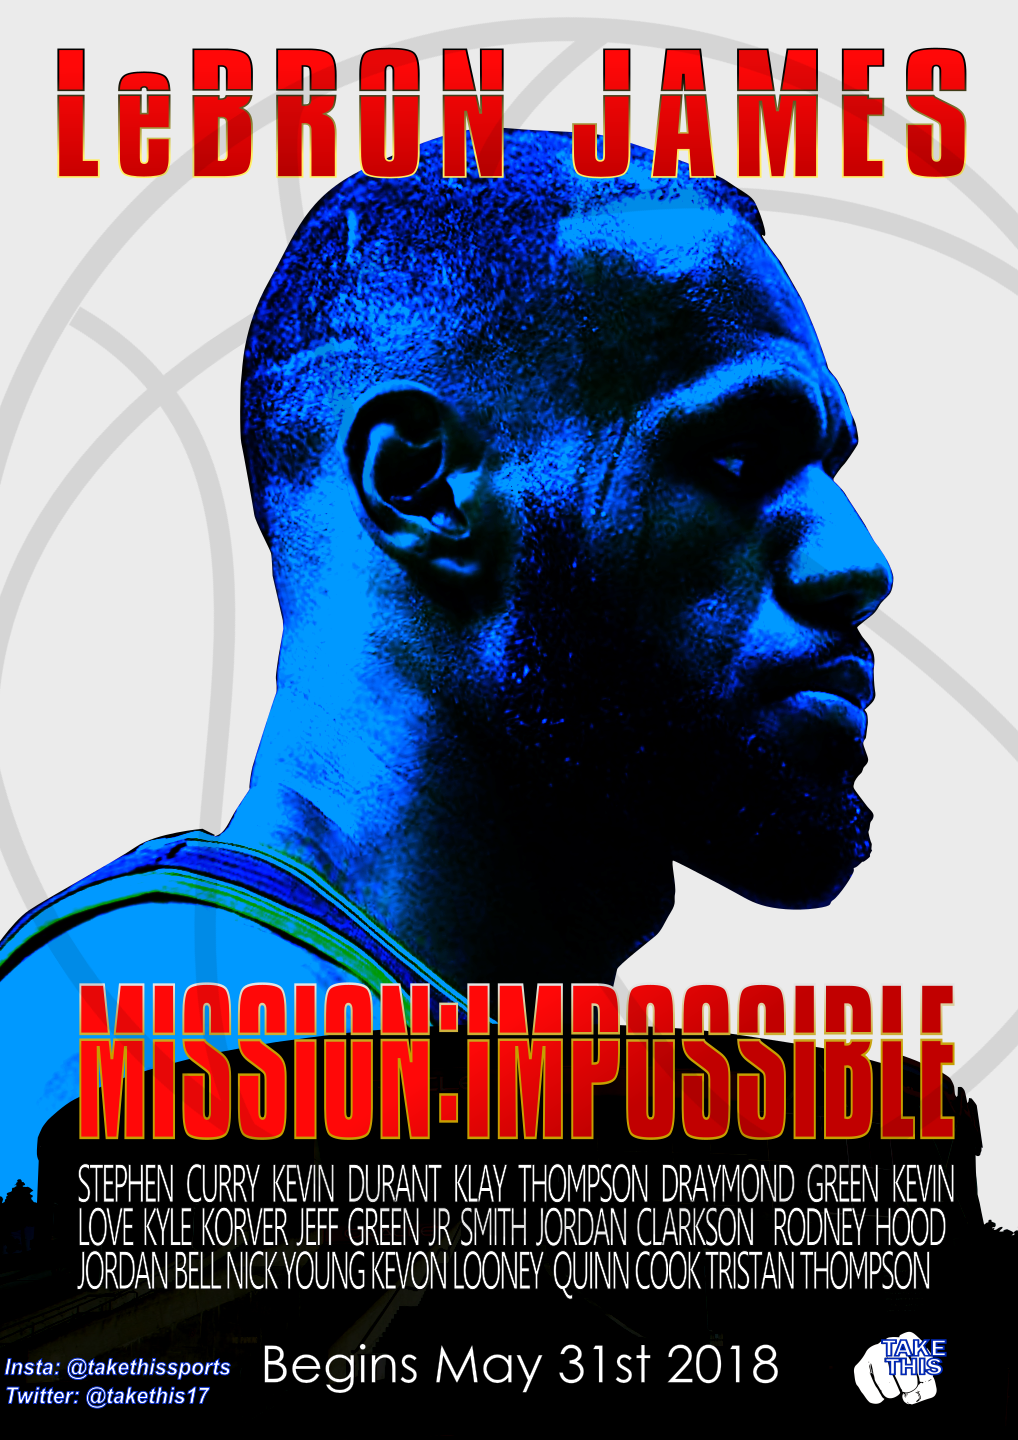 LeBRON JAMES
MISSION:IMPOSSIBLE
STEPHEN CURRY KEVIN DURANT KLAY THOMPSON DRAYMOND GREEN KEVIN
LOVE KYLE KORVER JEFF GREEN JR SMITH JORDAN CLARKSON RODNEY HOOD
JORDAN BELL NICK YOUNG KEVON LOONEY QUINN COOK TRISTAN THOMPSON
Begins May 31st 2018
Insta: @takethissports
Twitter: @takethis17
TAKE
THIS